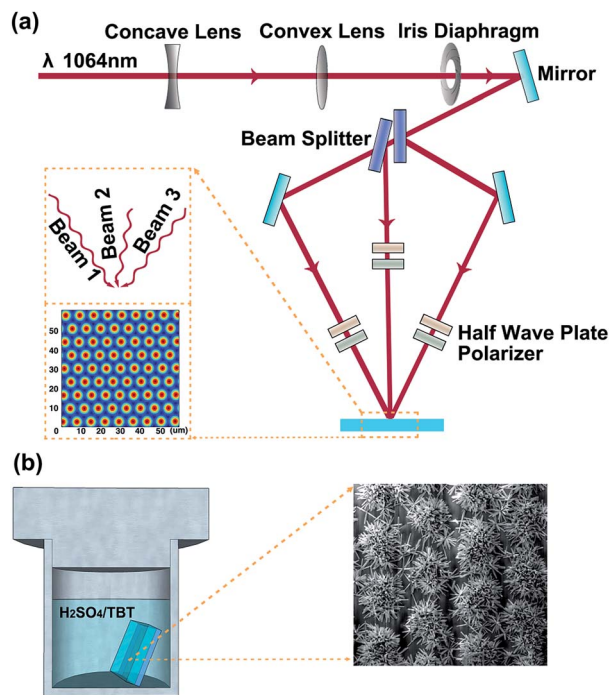 (a)
Concave Lens
Convex Lens
Iris Diaphragm
λ 1064nm
Mirror
Beam Splitter
Beam 1
Beam 2
Beam 3
Half Wave Plate
Polarizer
50
40
30
20
10
0 10 20 30 40 50 (um)
(b)
H2SO4/TBT